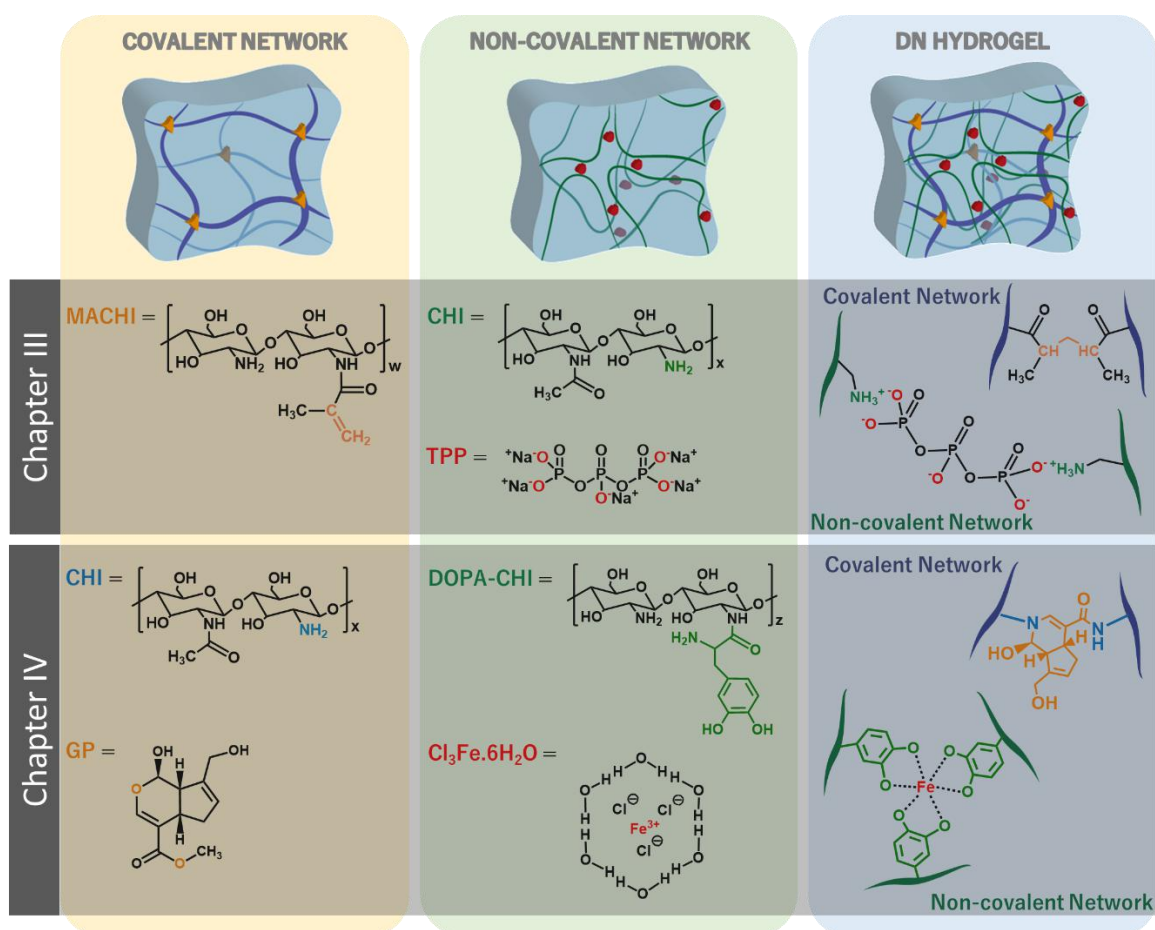 COVALENT NETWORK
NON-COVALENT NETWORK
DN HYDROGEL
Chapter III
MACHI =
OH
OH
O
O
O
HO
HO
NH₂
NH
O
w
O
H₃C
C
CH₂
CHI =
OH
OH
O
O
O
HO
HO
NH
NH₂
O
x
H₃C
O
TPP =
O
O
O
⁺Na⁻O
O⁻Na⁺
P
P
P
⁺Na⁻O
O
O
O⁻Na⁺
O⁻Na⁺
Covalent Network
O
O
HC
HC
H₃C
CH₃
NH₃⁺
⁻O
O
⁻O
P
O
O
P
O
⁻O
O
P
O⁻
⁺H₃N
O⁻
Non-covalent Network
Chapter IV
CHI =
OH
OH
O
O
O
HO
HO
NH
NH₂
O
x
H₃C
O
GP =
OH
OH
H
O
H
O
O
CH₃
DOPA-CHI =
OH
OH
O
O
O
HO
HO
NH₂
NH
O
z
H₂N
O
HO
OH
Cl₃Fe.6H₂O =
H
O
H
H
O
H
O
H
H
O
H
H
Cl⊖
Cl⊖
Fe³⁺
Cl⊖
H
H
O
H
H
O
H
O
H
Covalent Network
O
N
N
H
H
HO
H
OH
O
O
O
Fe
O
O
O
Non-covalent Network